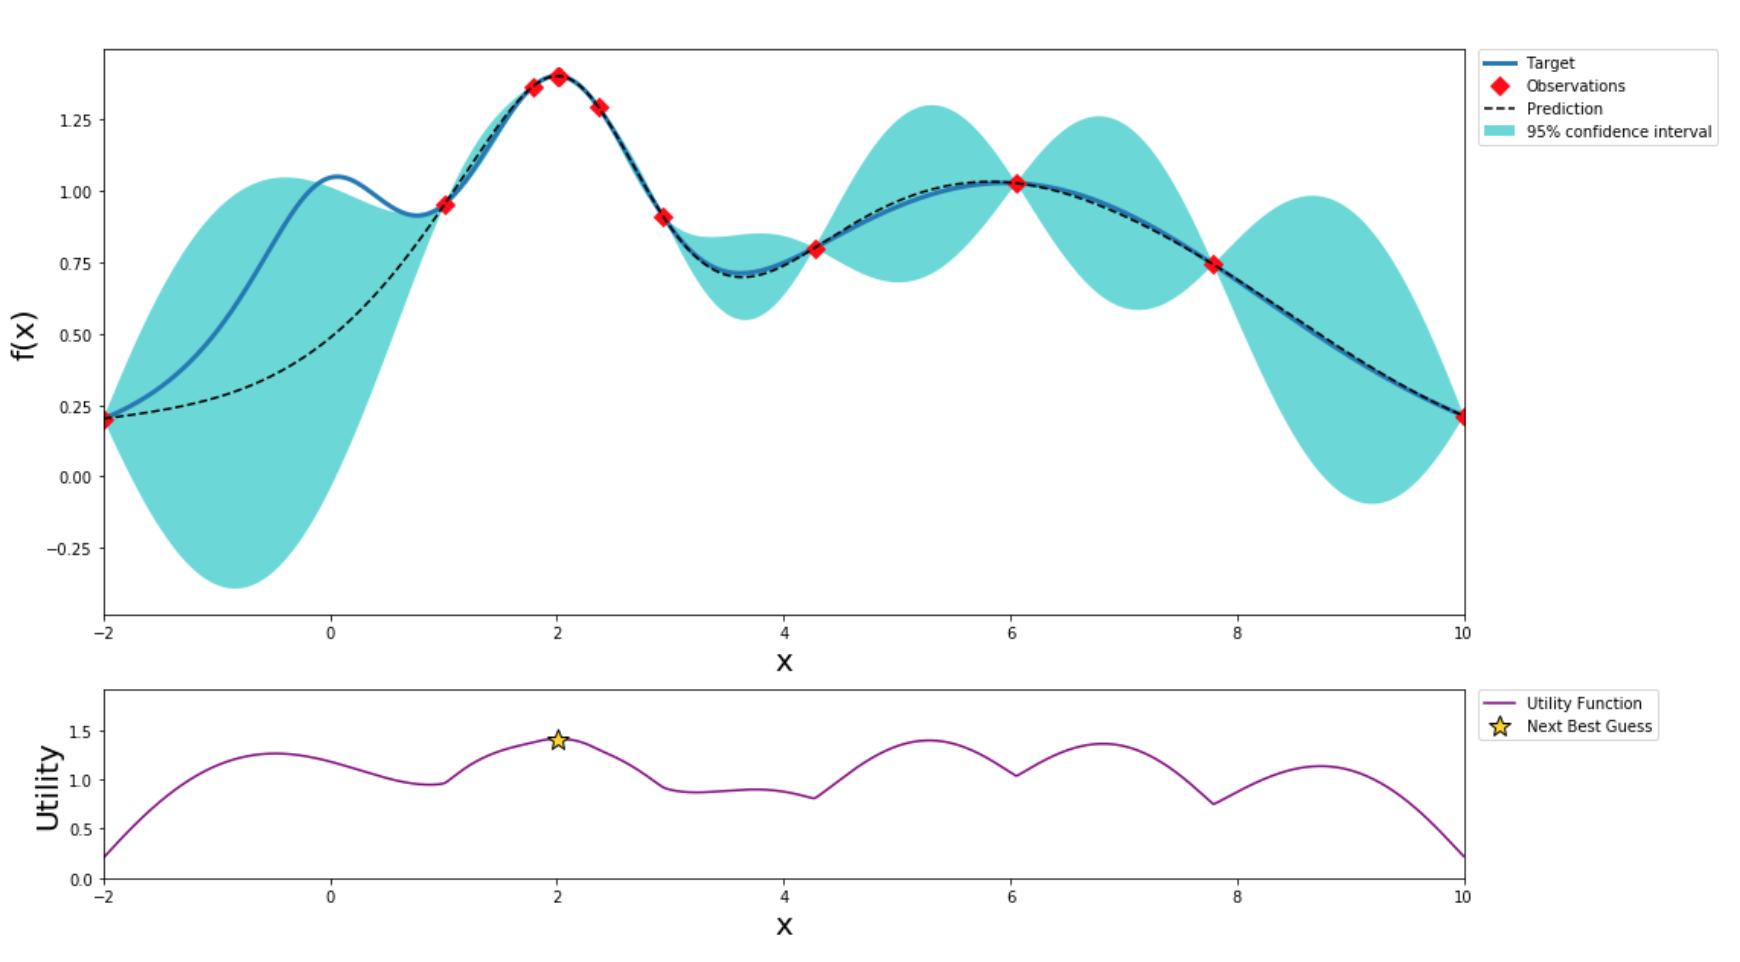 Target
Observations
Prediction
95% confidence interval
f(x)
1.25
1.00
0.75
0.50
0.25
0.00
−0.25
−2 0 2 4 6 8 10
x
Utility Function
Next Best Guess
Utility
1.5
1.0
0.5
0.0
−2 0 2 4 6 8 10
x